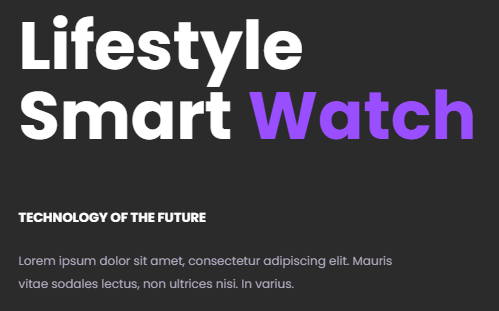 Lifestyle
Smart Watch
TECHNOLOGY OF THE FUTURE
Lorem ipsum dolor sit amet, consectetur adipiscing elit. Mauris
vitae sodales lectus, non ultrices nisi. In varius.